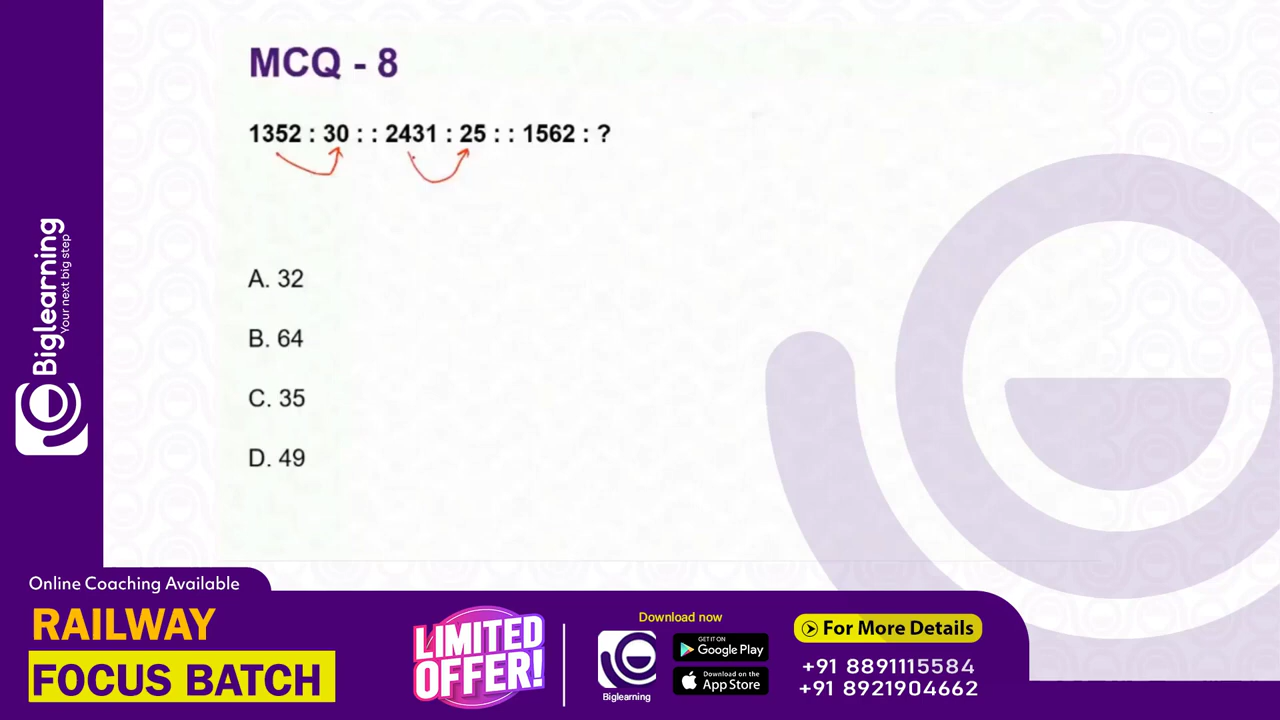 MCQ - 8
1352 : 30 : : 2431 : 25 : : 1562 : ?
A. 32
B. 64
C. 35
D. 49
Biglearning
Your next big step
Online Coaching Available
RAILWAY
FOCUS BATCH
LIMITED
OFFER!
Download now
Biglearning
GET IT ON
Google Play
Download on the
App Store
For More Details
+91 8891115584
+91 8921904662